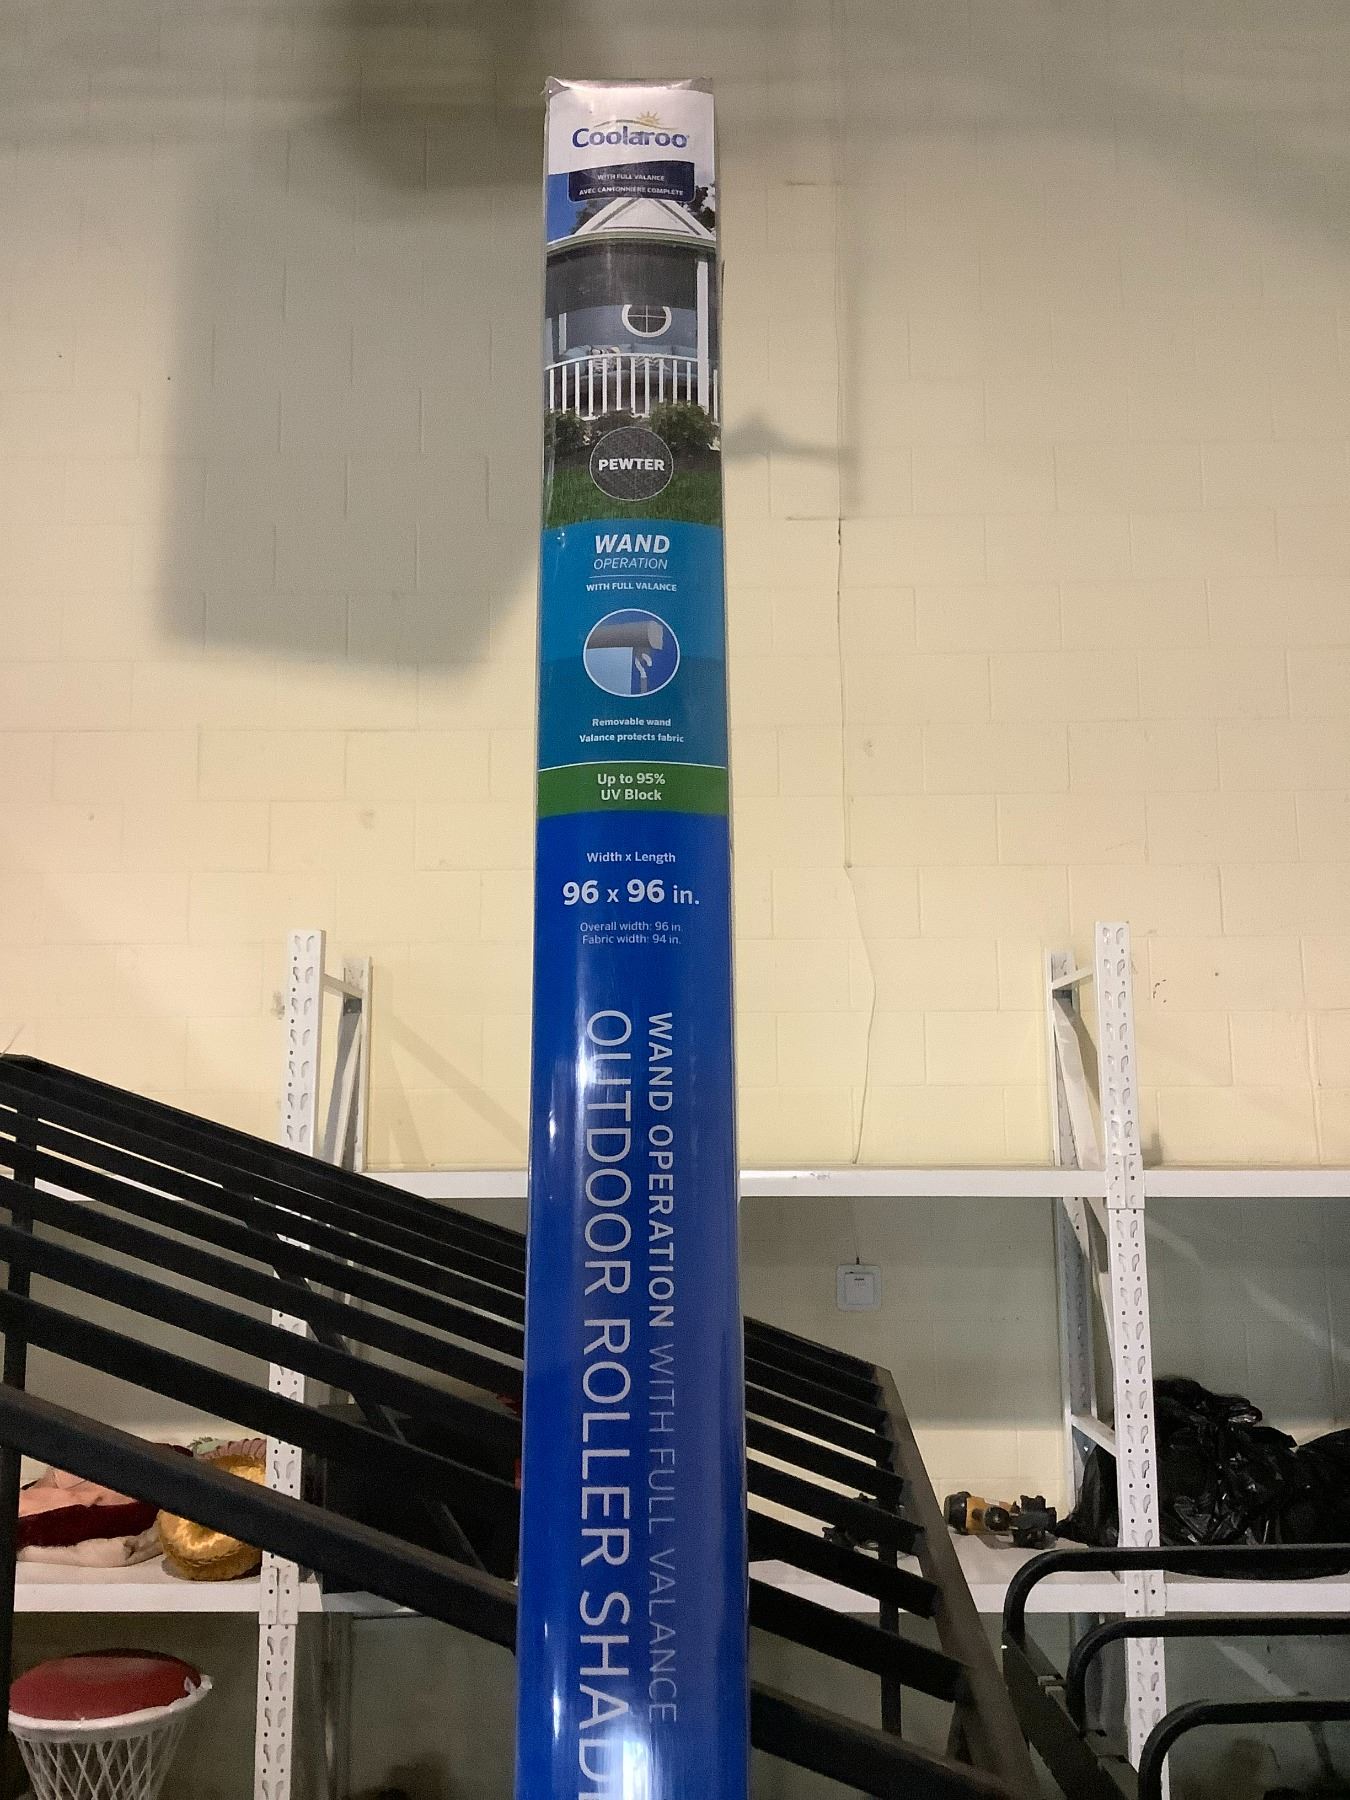 Coolaroo
WITH FULL VALANCE
AVEC CANTONNIÈRE COMPLÈTE
PEWTER
WAND
OPERATION
WITH FULL VALANCE
Removable wand
Valance protects fabric
Up to 95%
UV Block
Width x Length
96 x 96 in.
Overall width: 96 in.
Fabric width: 94 in.
WAND OPERATION WITH FULL VALANCE
OUTDOOR ROLLER SHAD